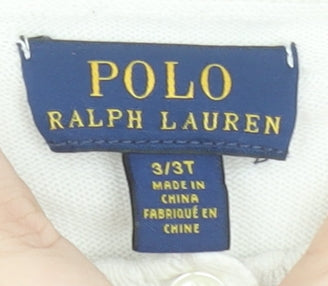 POLO
RALPH LAUREN
3/3T
MADE IN
CHINA
FABRIQUÉ EN
CHINE